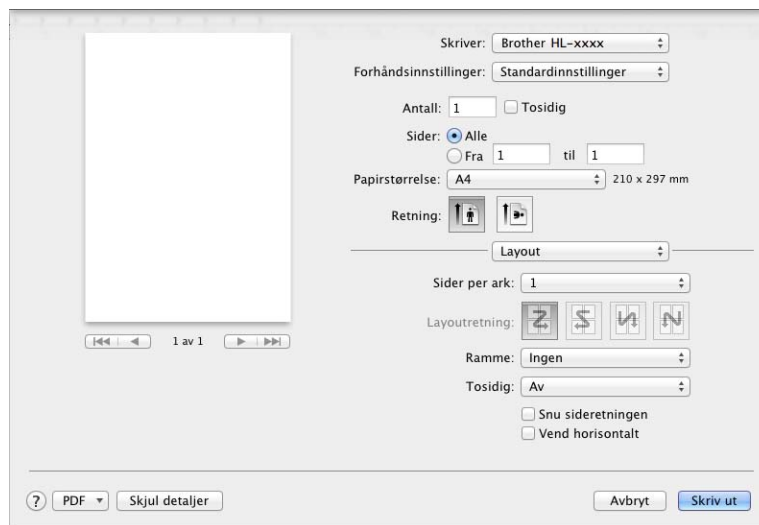 Skriver: Brother HL-xxxx
Forhåndsinnstillinger: Standardinnstillinger
Antall: 1 Tosidig
Sider: Alle
Fra 1 til 1
Papirstørrelse: A4 210 x 297 mm
Retning:
Layout
Sider per ark: 1
Layoutretning:
Ramme: Ingen
Tosidig: Av
Snu sideretningen
Vend horisontalt
1 av 1
? PDF Skjul detaljer Avbryt Skriv ut